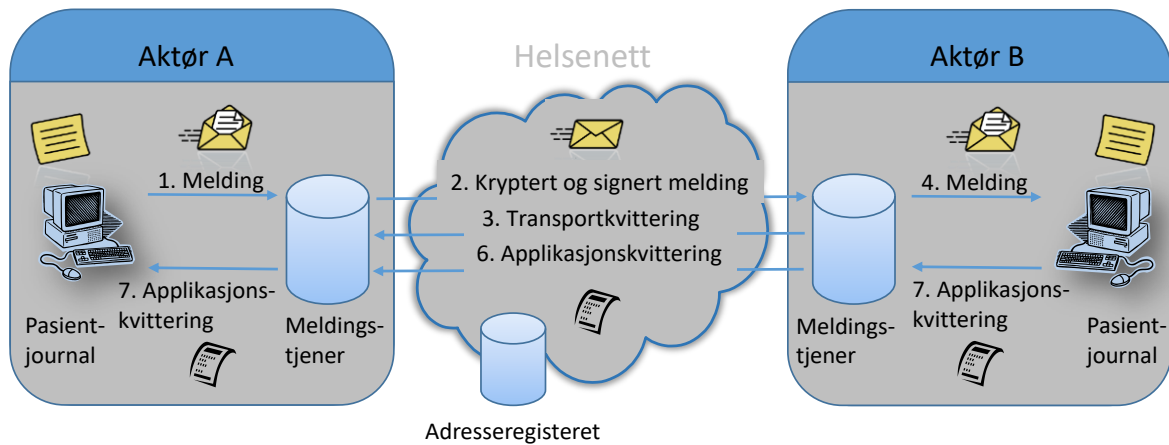 Aktør A
Helsenett
Aktør B
1. Melding
2. Kryptert og signert melding
3. Transportkvittering
6. Applikasjonskvittering
4. Melding
7. Applikasjons-
kvittering
Pasient-
journal
Meldings-
tjener
7. Applikasjons-
kvittering
Meldings-
tjener
Pasient-
journal
Adresseregisteret